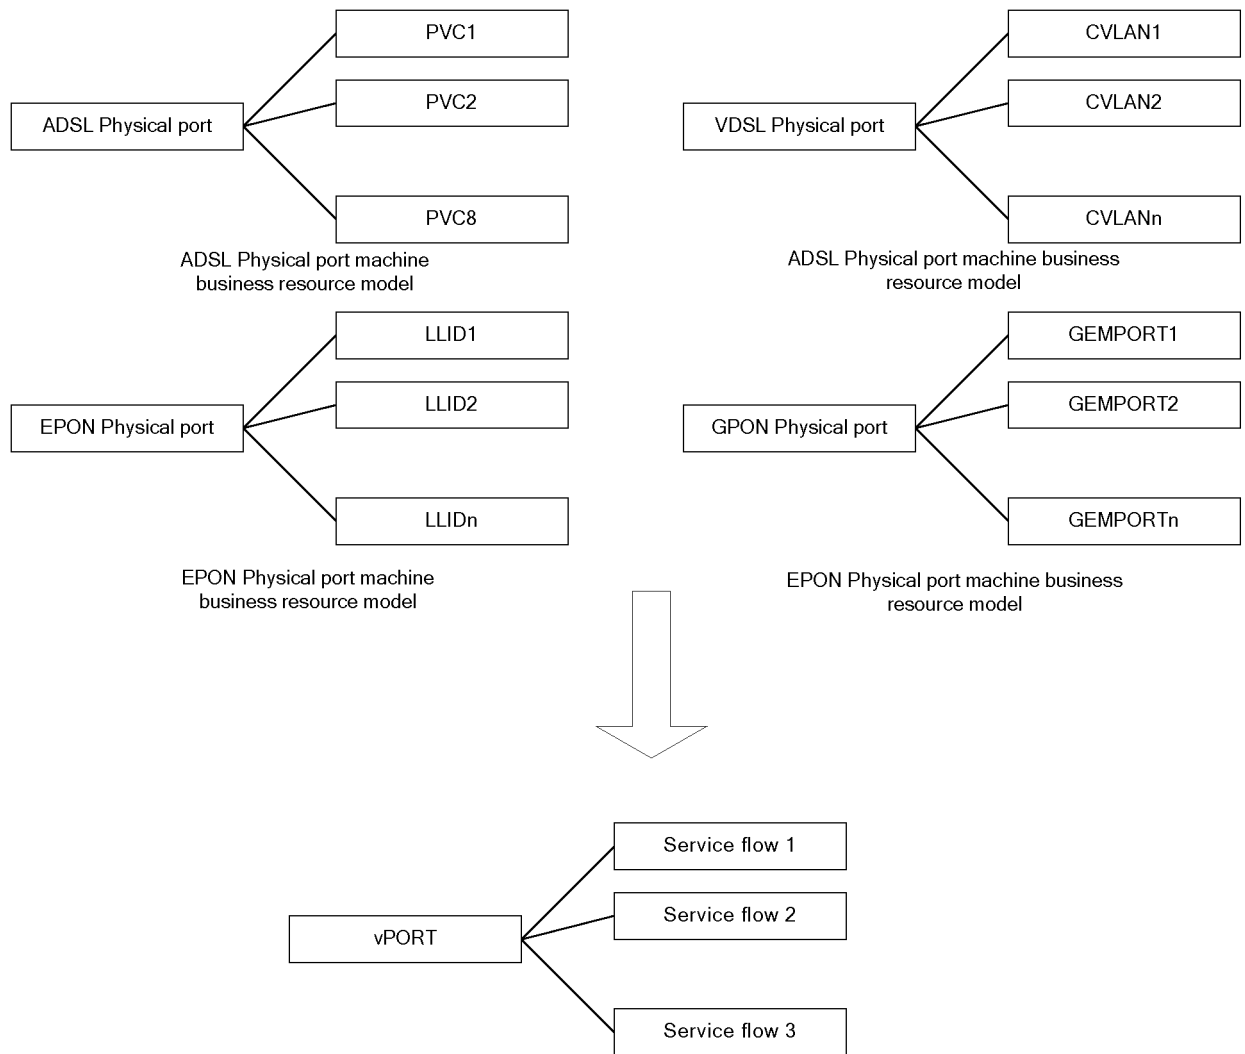 PVC1
PVC2
ADSL Physical port
PVC8
ADSL Physical port machine
business resource model
CVLAN1
CVLAN2
VDSL Physical port
CVLANn
ADSL Physical port machine business
resource model
LLID1
LLID2
EPON Physical port
LLIDn
EPON Physical port machine
business resource model
GEMPORT1
GEMPORT2
GPON Physical port
GEMPORTn
EPON Physical port machine business
resource model
Service flow 1
Service flow 2
vPORT
Service flow 3